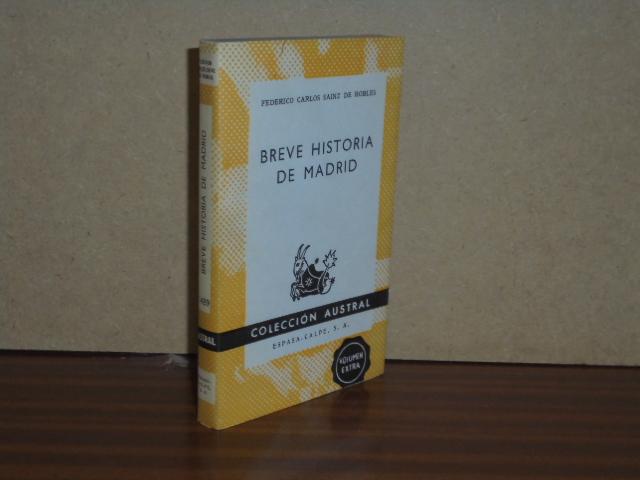 FEDERICO CARLOS SAINZ DE ROBLES
BREVE HISTORIA
DE MADRID
COLECCIÓN AUSTRAL
ESPASA-CALPE, S. A.
VOLUMEN
EXTRA
BREVE HISTORIA DE MADRID
AUSTRAL